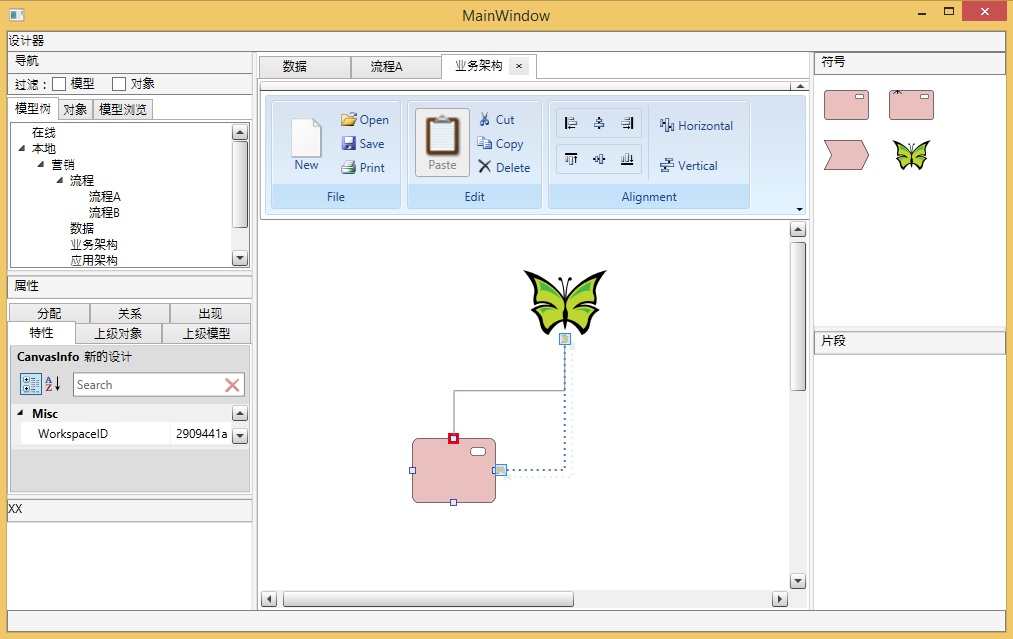 MainWindow
设计器
导航
过滤： 模型 对象
模型树 对象 模型浏览
在线
本地
营销
流程
流程A
流程B
数据
业务架构
应用架构
属性
分配 关系 出现
特性 上级对象 上级模型
CanvasInfo 新的设计
Search
Misc
WorkspaceID 2909441a
XX
数据 流程A 业务架构
New
Open
Save
Print
File
Paste
Cut
Copy
Delete
Edit
Horizontal
Vertical
Alignment
符号
片段